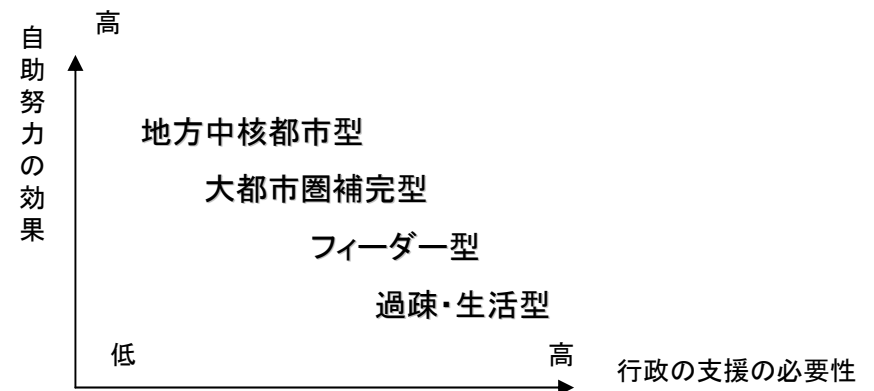 高
自助努力の効果
地方中核都市型
大都市圏補完型
フィーダー型
過疎・生活型
低
高
行政の支援の必要性